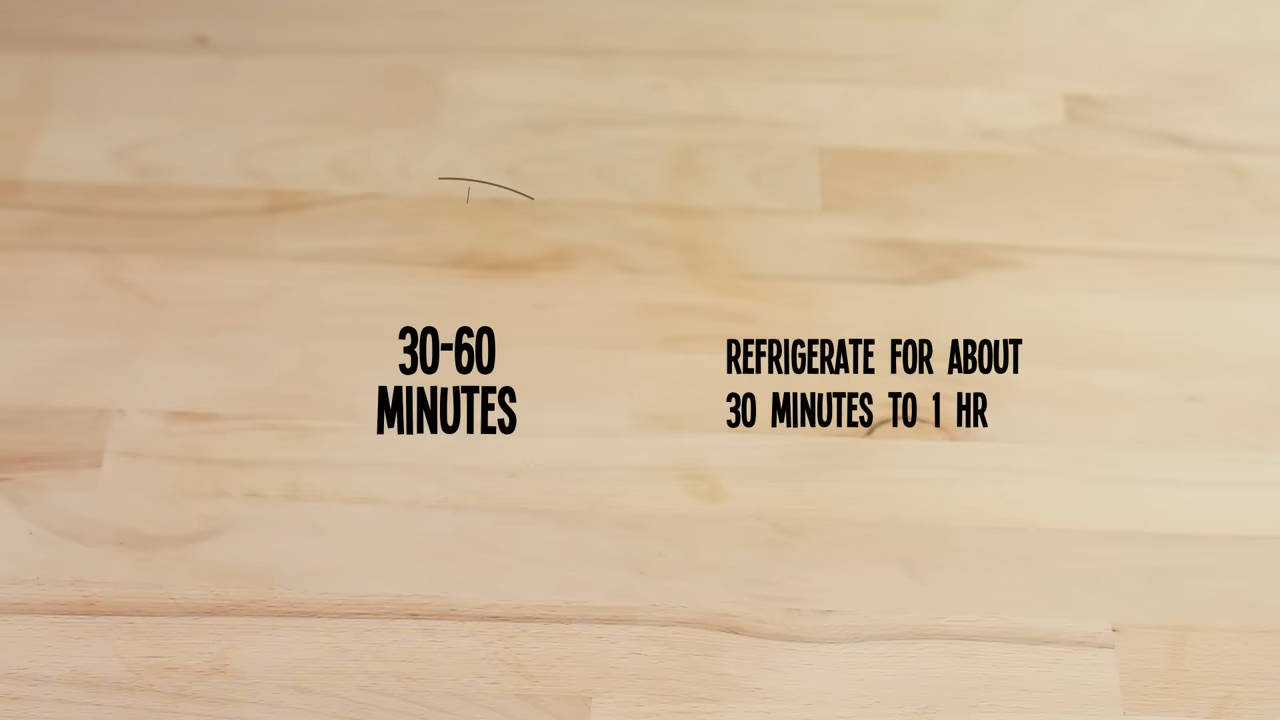 30-60
MINUTES
REFRIGERATE FOR ABOUT
30 MINUTES TO 1 HR